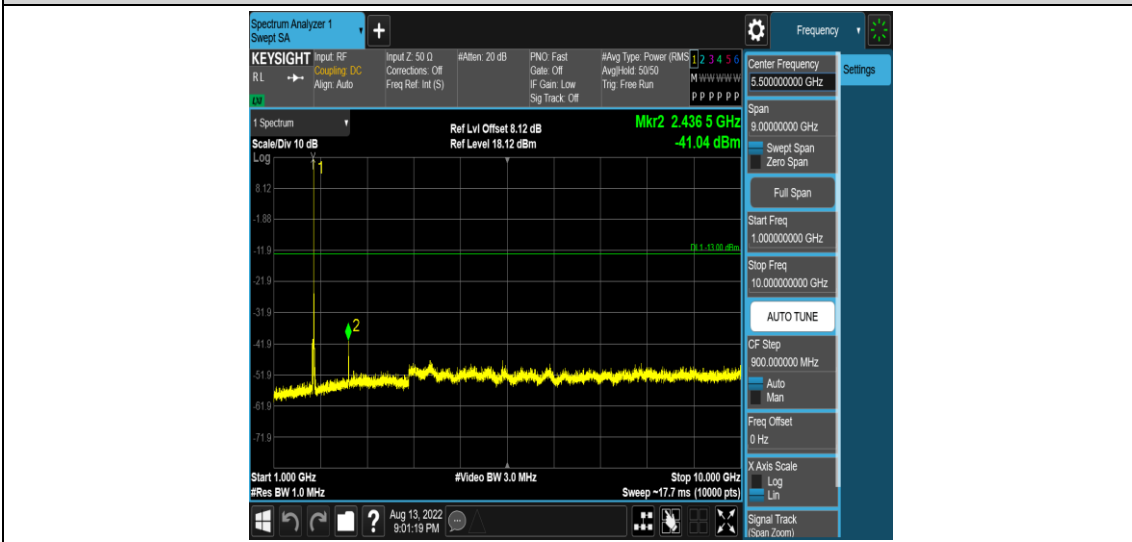 Spectrum Analyzer 1
Swept SA
+
Frequency
KEYSIGHT
RL
LXI
Input: RF
Coupling: DC
Align: Auto
Input Z: 50 Ω
Corrections: Off
Freq Ref: Int (S)
#Atten: 20 dB
PNO: Fast
Gate: Off
IF Gain: Low
Sig Track: Off
#Avg Type: Power (RMS
Avg|Hold: 50/50
Trig: Free Run
1 2 3 4 5 6
M W W W W W
P P P P P P
1 Spectrum
Scale/Div 10 dB
Log
Ref Lvl Offset 8.12 dB
Ref Level 18.12 dBm
Mkr2 2.436 5 GHz
-41.04 dBm
1
8.12
-1.88
-11.9
DL1 -13.00 dBm
-21.9
-31.9
2
-41.9
-51.9
-61.9
-71.9
Start 1.000 GHz
#Res BW 1.0 MHz
#Video BW 3.0 MHz
Stop 10.000 GHz
Sweep ~17.7 ms (10000 pts)
Center Frequency
5.500000000 GHz
Settings
Span
9.00000000 GHz
Swept Span
Zero Span
Full Span
Start Freq
1.000000000 GHz
Stop Freq
10.000000000 GHz
AUTO TUNE
CF Step
900.000000 MHz
Auto
Man
Freq Offset
0 Hz
X Axis Scale
Log
Lin
Signal Track
(Span Zoom)
?
Aug 13, 2022
9:01:19 PM